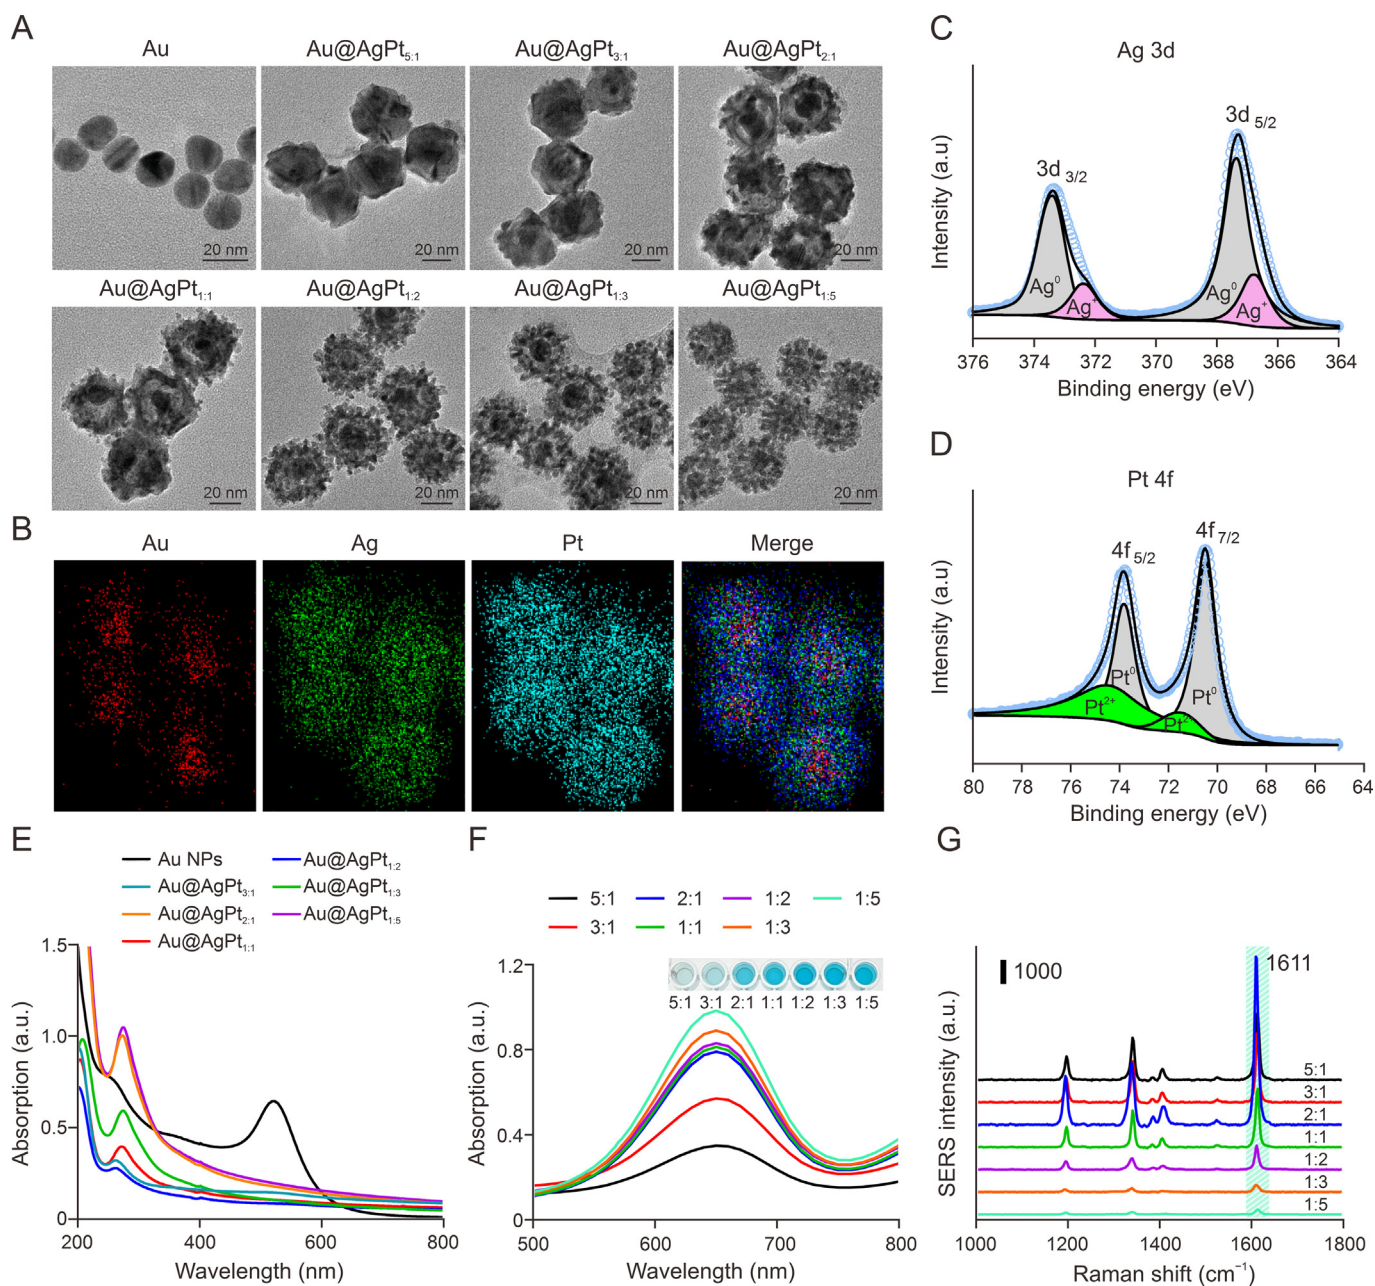 A
Au
Au@AgPt5:1
Au@AgPt3:1
Au@AgPt2:1
20 nm
20 nm
20 nm
20 nm
Au@AgPt1:1
Au@AgPt1:2
Au@AgPt1:3
Au@AgPt1:5
20 nm
20 nm
20 nm
20 nm
B
Au
Ag
Pt
Merge
C
Ag 3d
3d 5/2
3d 3/2
Ag0
Ag+
Ag0
Ag+
Intensity (a.u)
376
374
372
370
368
366
364
Binding energy (eV)
D
Pt 4f
4f 7/2
4f 5/2
Pt0
Pt2+
Pt0
Pt2+
Intensity (a.u)
80
78
76
74
72
70
68
66
64
Binding energy (eV)
E
Au NPs
Au@AgPt3:1
Au@AgPt2:1
Au@AgPt1:1
Au@AgPt1:2
Au@AgPt1:3
Au@AgPt1:5
1.5
1.0
0.5
0
Absorption (a.u.)
200
400
600
800
Wavelength (nm)
F
5:1
2:1
1:2
1:5
3:1
1:1
1:3
5:1 3:1 2:1 1:1 1:2 1:3 1:5
1.2
0.8
0.4
0
Absorption (a.u.)
500
600
700
800
Wavelength (nm)
G
1000
1611
5:1
3:1
2:1
1:1
1:2
1:3
1:5
SERS intensity (a.u.)
1000
1200
1400
1600
1800
Raman shift (cm−1)